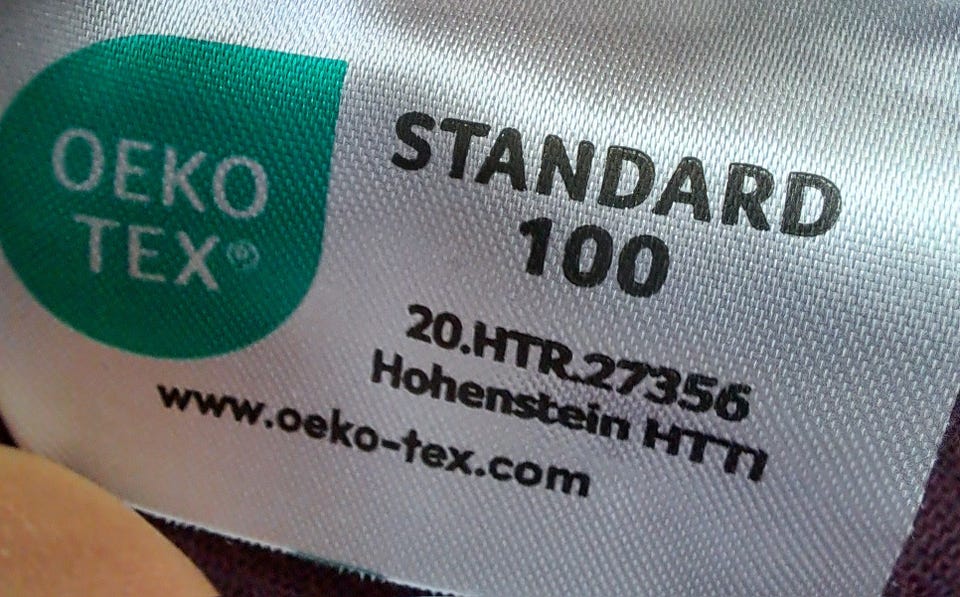 OEKO
TEX®
STANDARD
100
20.HTR.27356
Hohenstein HTTI
www.oeko-tex.com